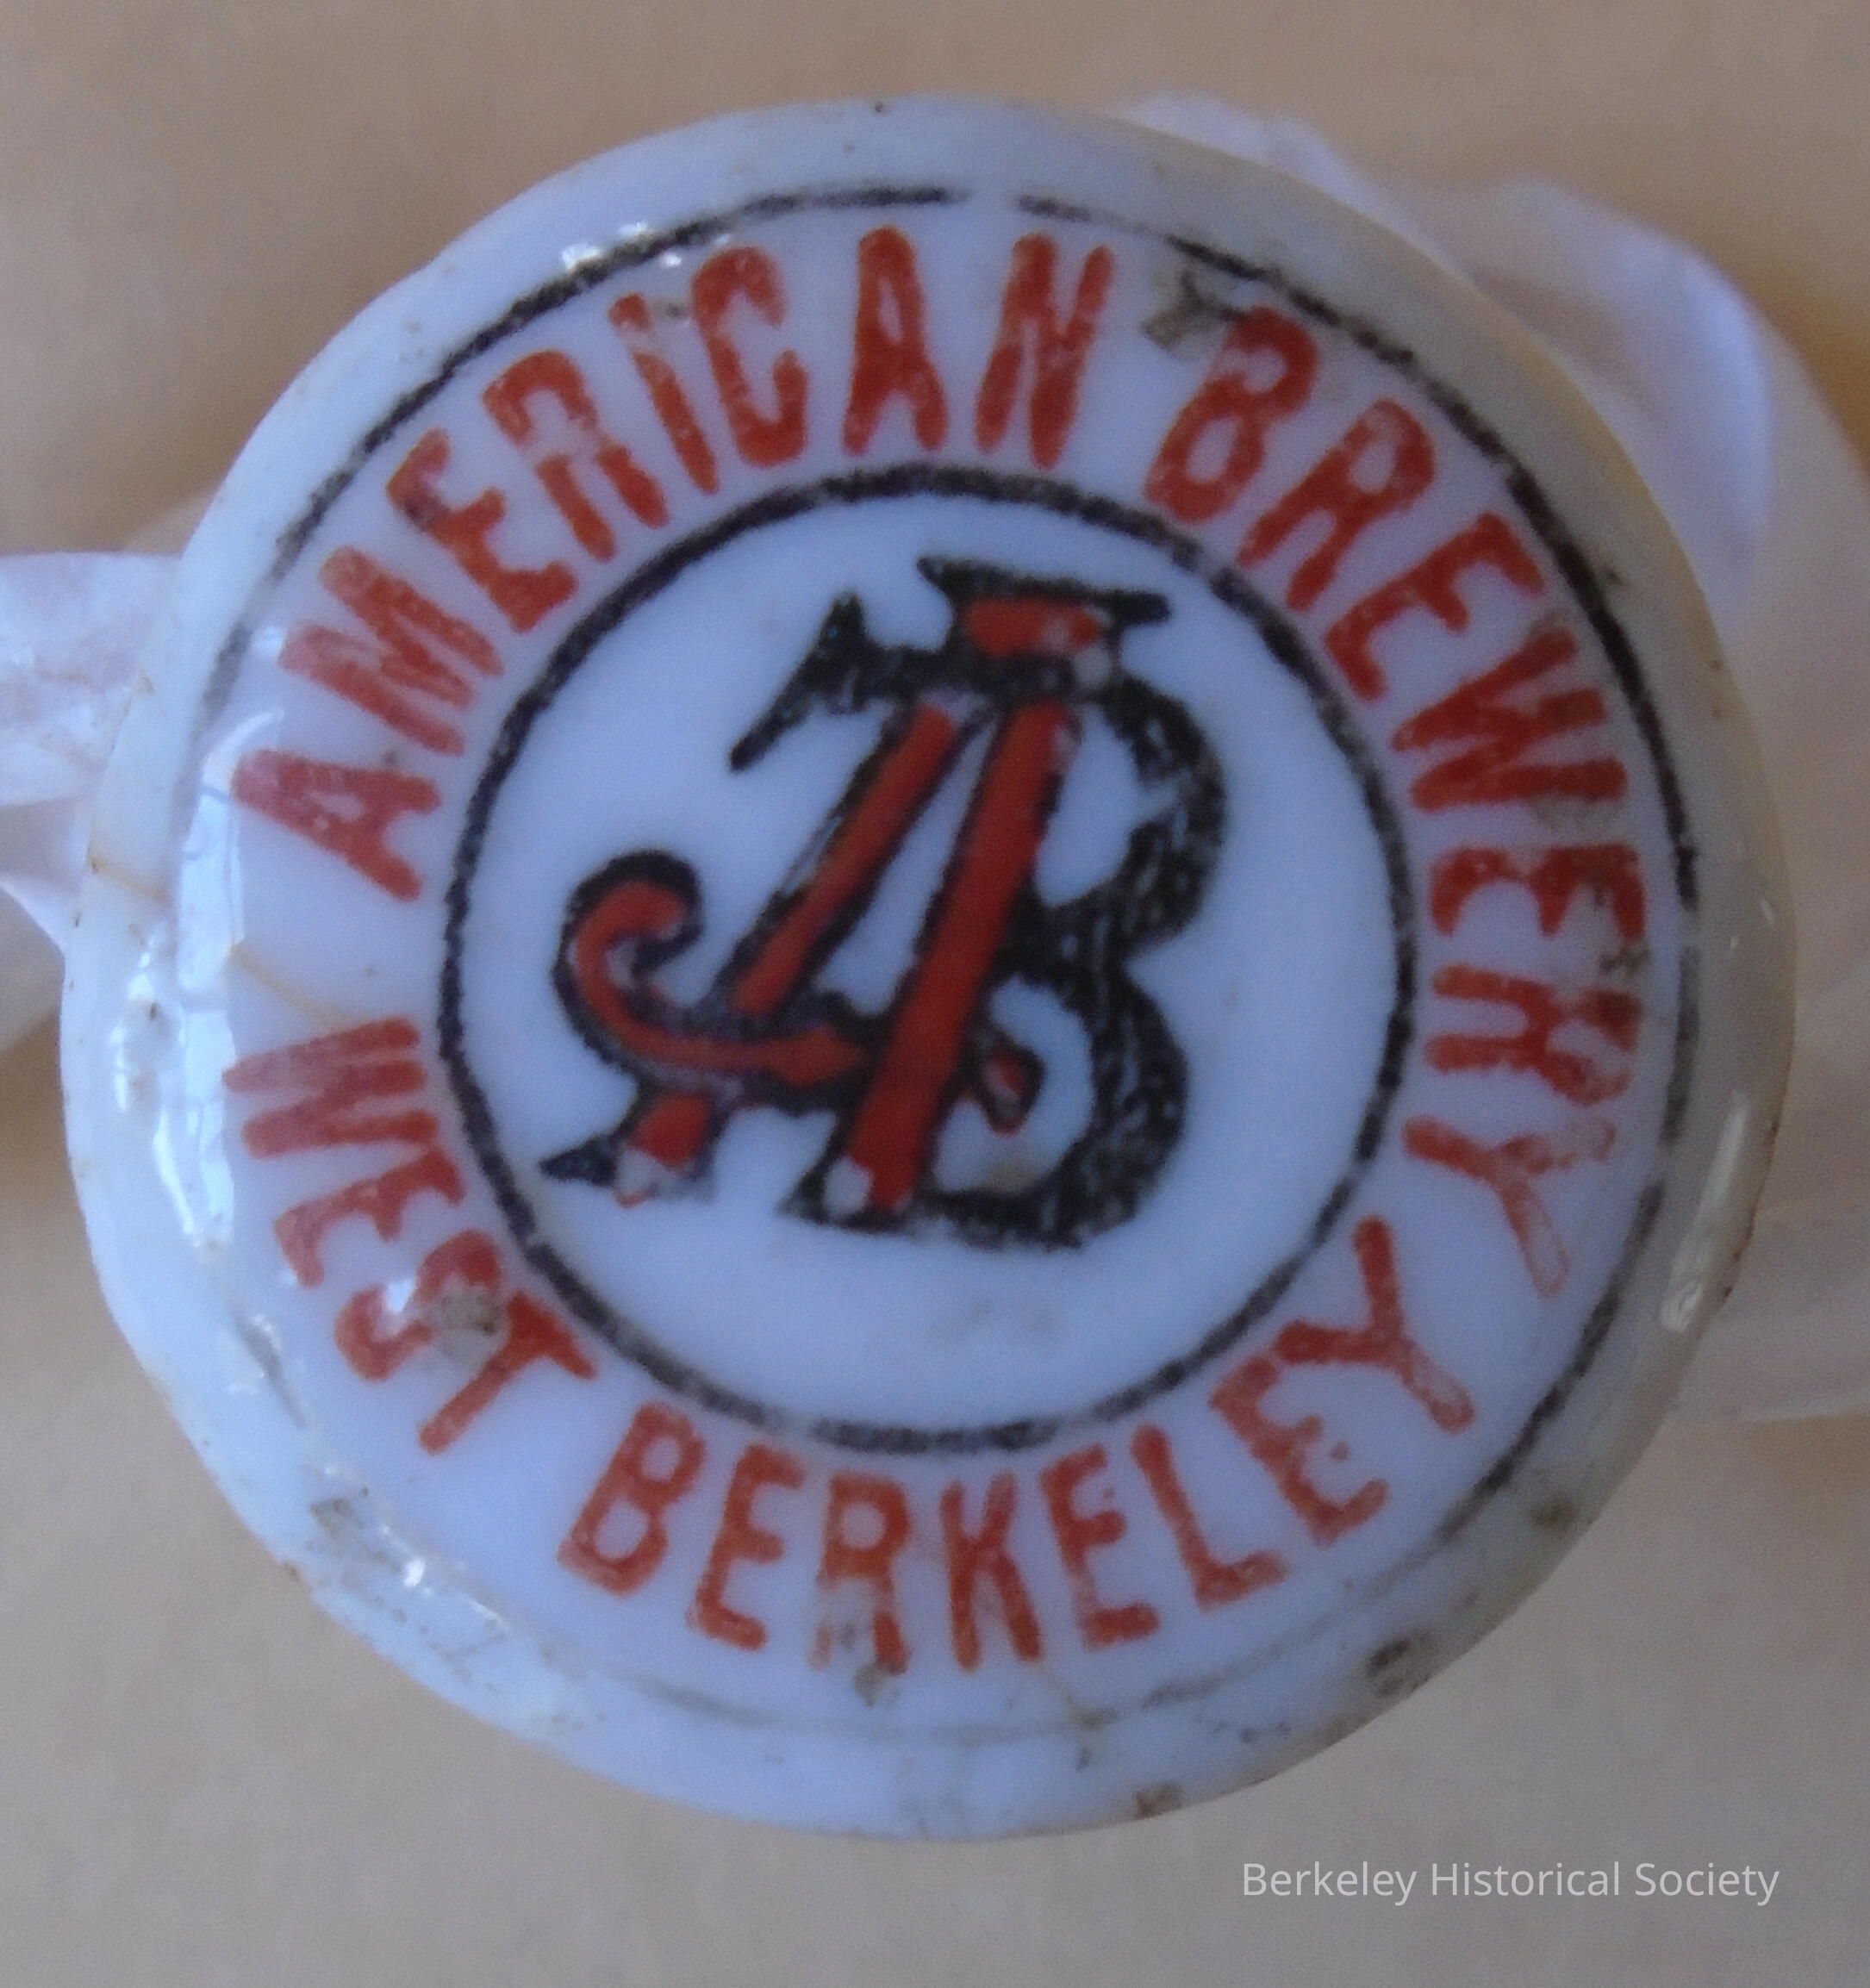 AMERICAN BREWERY
AB
WEST BERKELEY
Berkeley Historical Society